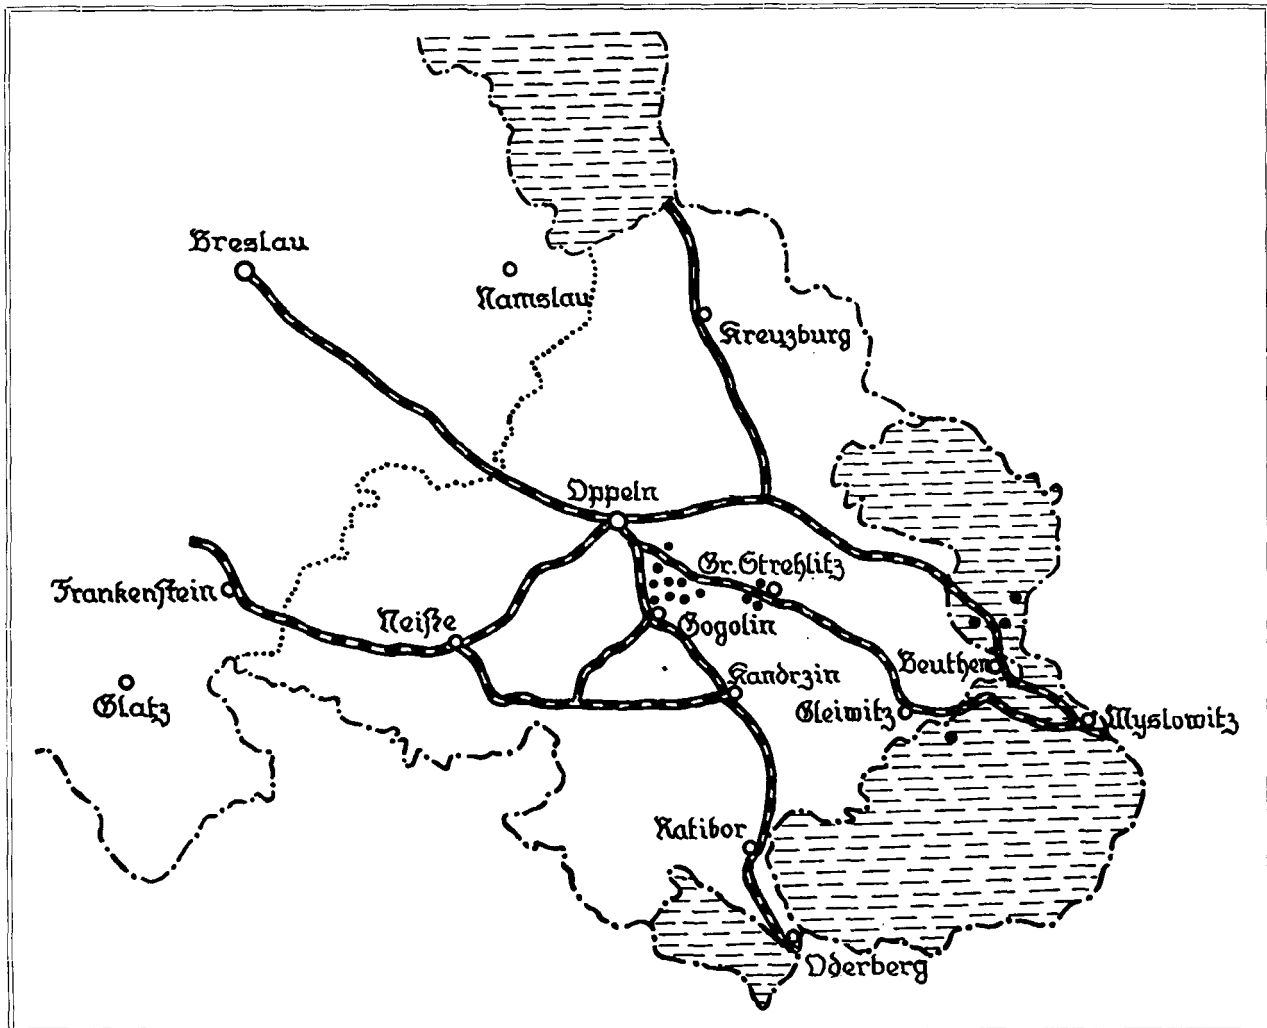 Breslau
Namslau
Kreuzburg
Oppeln
Gr. Strehlitz
Frankenstein
Neiße
Gogolin
Beuthen
Kandrzin
Glatz
Gleiwitz
Myslowitz
Ratibor
Oderberg